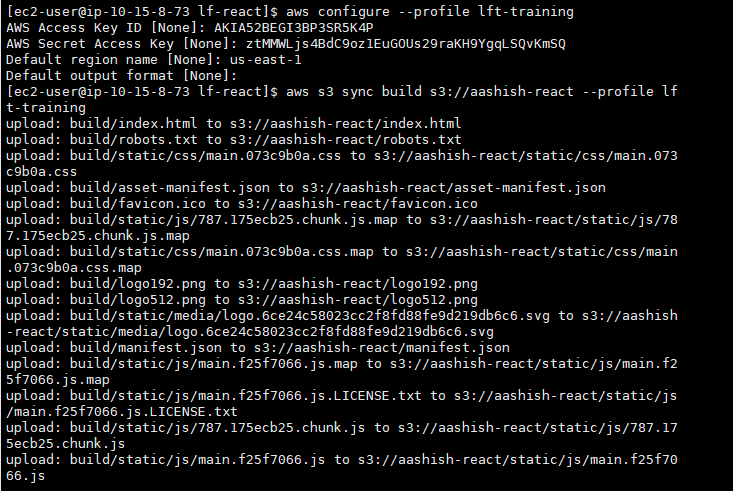 [ec2-user@ip-10-15-8-73 lf-react]$ aws configure --profile lft-training
AWS Access Key ID [None]: AKIA52BEGI3BP3SR5K4P
AWS Secret Access Key [None]: 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
Default region name [None]: us-east-1
Default output format [None]:
[ec2-user@ip-10-15-8-73 lf-react]$ aws s3 sync build s3://aashish-react --profile lf
t-training
upload: build/index.html to s3://aashish-react/index.html
upload: build/robots.txt to s3://aashish-react/robots.txt
upload: build/static/css/main.073c9b0a.css to s3://aashish-react/static/css/main.073
c9b0a.css
upload: build/asset-manifest.json to s3://aashish-react/asset-manifest.json
upload: build/favicon.ico to s3://aashish-react/favicon.ico
upload: build/static/js/787.175ecb25.chunk.js.map to s3://aashish-react/static/js/78
7.175ecb25.chunk.js.map
upload: build/static/css/main.073c9b0a.css.map to s3://aashish-react/static/css/main
.073c9b0a.css.map
upload: build/logo192.png to s3://aashish-react/logo192.png
upload: build/logo512.png to s3://aashish-react/logo512.png
upload: build/static/media/logo.6ce24c58023cc2f8fd88fe9d219db6c6.svg to s3://aashish
-react/static/media/logo.6ce24c58023cc2f8fd88fe9d219db6c6.svg
upload: build/manifest.json to s3://aashish-react/manifest.json
upload: build/static/js/main.f25f7066.js.map to s3://aashish-react/static/js/main.f2
5f7066.js.map
upload: build/static/js/main.f25f7066.js.LICENSE.txt to s3://aashish-react/static/js
/main.f25f7066.js.LICENSE.txt
upload: build/static/js/787.175ecb25.chunk.js to s3://aashish-react/static/js/787.17
5ecb25.chunk.js
upload: build/static/js/main.f25f7066.js to s3://aashish-react/static/js/main.f25f70
66.js